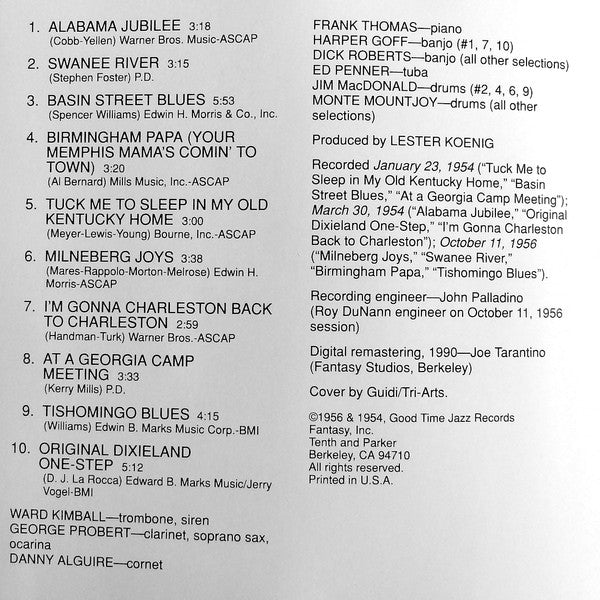 1. ALABAMA JUBILEE 3:18
(Cobb-Yellen) Warner Bros. Music-ASCAP
2. SWANEE RIVER 3:15
(Stephen Foster) P.D.
3. BASIN STREET BLUES 5:53
(Spencer Williams) Edwin H. Morris & Co., Inc.
4. BIRMINGHAM PAPA (YOUR
MEMPHIS MAMA'S COMIN' TO
TOWN) 3:20
(Al Bernard) Mills Music, Inc.-ASCAP
5. TUCK ME TO SLEEP IN MY OLD
KENTUCKY HOME 3:00
(Meyer-Lewis-Young) Bourne, Inc.-ASCAP
6. MILNEBERG JOYS 3:38
(Mares-Rappolo-Morton-Melrose) Edwin H.
Morris-ASCAP
7. I'M GONNA CHARLESTON BACK
TO CHARLESTON 2:59
(Handman-Turk) Warner Bros.-ASCAP
8. AT A GEORGIA CAMP
MEETING 3:33
(Kerry Mills) P.D.
9. TISHOMINGO BLUES 4:15
(Williams) Edwin B. Marks Music Corp.-BMI
10. ORIGINAL DIXIELAND
ONE-STEP 5:12
(D. J. La Rocca) Edward B. Marks Music/Jerry
Vogel-BMI
WARD KIMBALL—trombone, siren
GEORGE PROBERT—clarinet, soprano sax,
ocarina
DANNY ALGUIRE—cornet
FRANK THOMAS—piano
HARPER GOFF—banjo (#1, 7, 10)
DICK ROBERTS—banjo (all other selections)
ED PENNER—tuba
JIM MacDONALD—drums (#2, 4, 6, 9)
MONTE MOUNTJOY—drums (all other
selections)
Produced by LESTER KOENIG
Recorded January 23, 1954 ("Tuck Me to
Sleep in My Old Kentucky Home," "Basin
Street Blues," "At a Georgia Camp Meeting");
March 30, 1954 ("Alabama Jubilee," "Original
Dixieland One-Step," "I'm Gonna Charleston
Back to Charleston"); October 11, 1956
("Milneberg Joys," "Swanee River,"
"Birmingham Papa," "Tishomingo Blues").
Recording engineer—John Palladino
(Roy DuNann engineer on October 11, 1956
session)
Digital remastering, 1990—Joe Tarantino
(Fantasy Studios, Berkeley)
Cover by Guidi/Tri-Arts.
©1956 & 1954, Good Time Jazz Records
Fantasy, Inc.
Tenth and Parker
Berkeley, CA 94710
All rights reserved.
Printed in U.S.A.